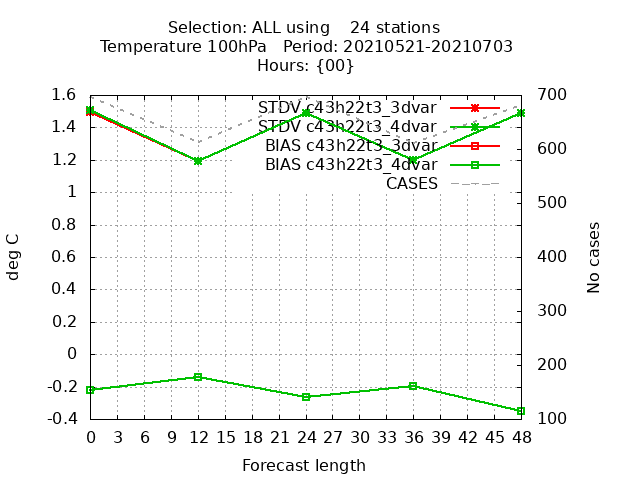 Selection: ALL using 24 stations
Temperature 100hPa Period: 20210521-20210703
Hours: {00}
1.6
1.4
1.2
1
0.8
0.6
0.4
0.2
0
-0.2
-0.4
deg C
STDV c43h22t3_3dvar
STDV c43h22t3_4dvar
BIAS c43h22t3_3dvar
BIAS c43h22t3_4dvar
CASES
700
600
500
400
300
200
100
No cases
0 3 6 9 12 15 18 21 24 27 30 33 36 39 42 45 48
Forecast length